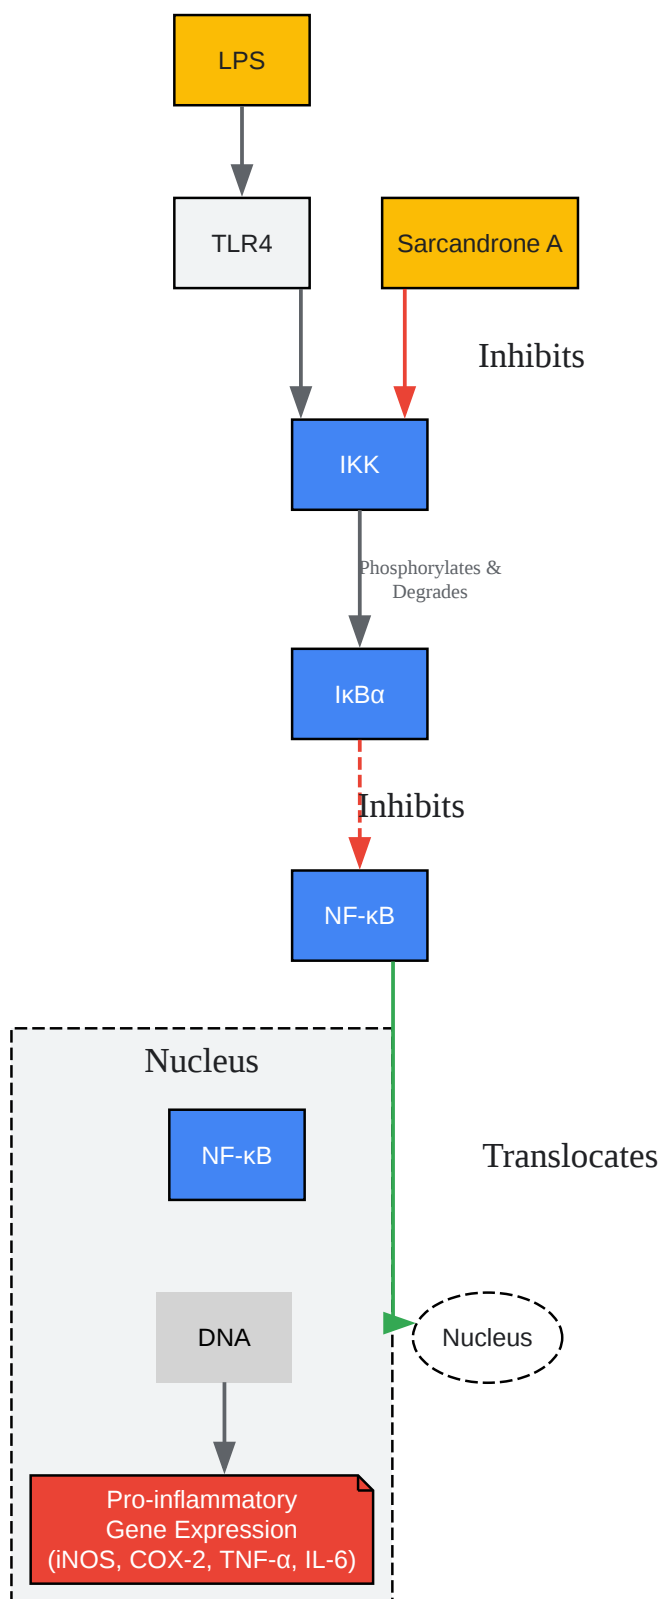 LPS
TLR4
Sarcandrone A
Inhibits
IKK
Phosphorylates &
Degrades
IκBα
Inhibits
NF-κB
Nucleus
NF-κB
Translocates
DNA
Nucleus
Pro-inflammatory
Gene Expression
(iNOS, COX-2, TNF-α, IL-6)